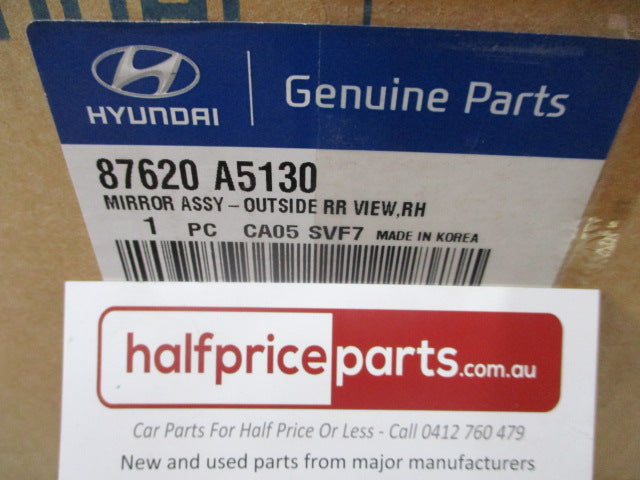 HYUNDAI
Genuine Parts
87620 A5130
MIRROR ASSY-OUTSIDE RR VIEW,RH
1 PC CA05 SVF7 MADE IN KOREA
halfpriceparts.com.au
Car Parts For Half Price Or Less - Call 0412 760 479
New and used parts from major manufacturers